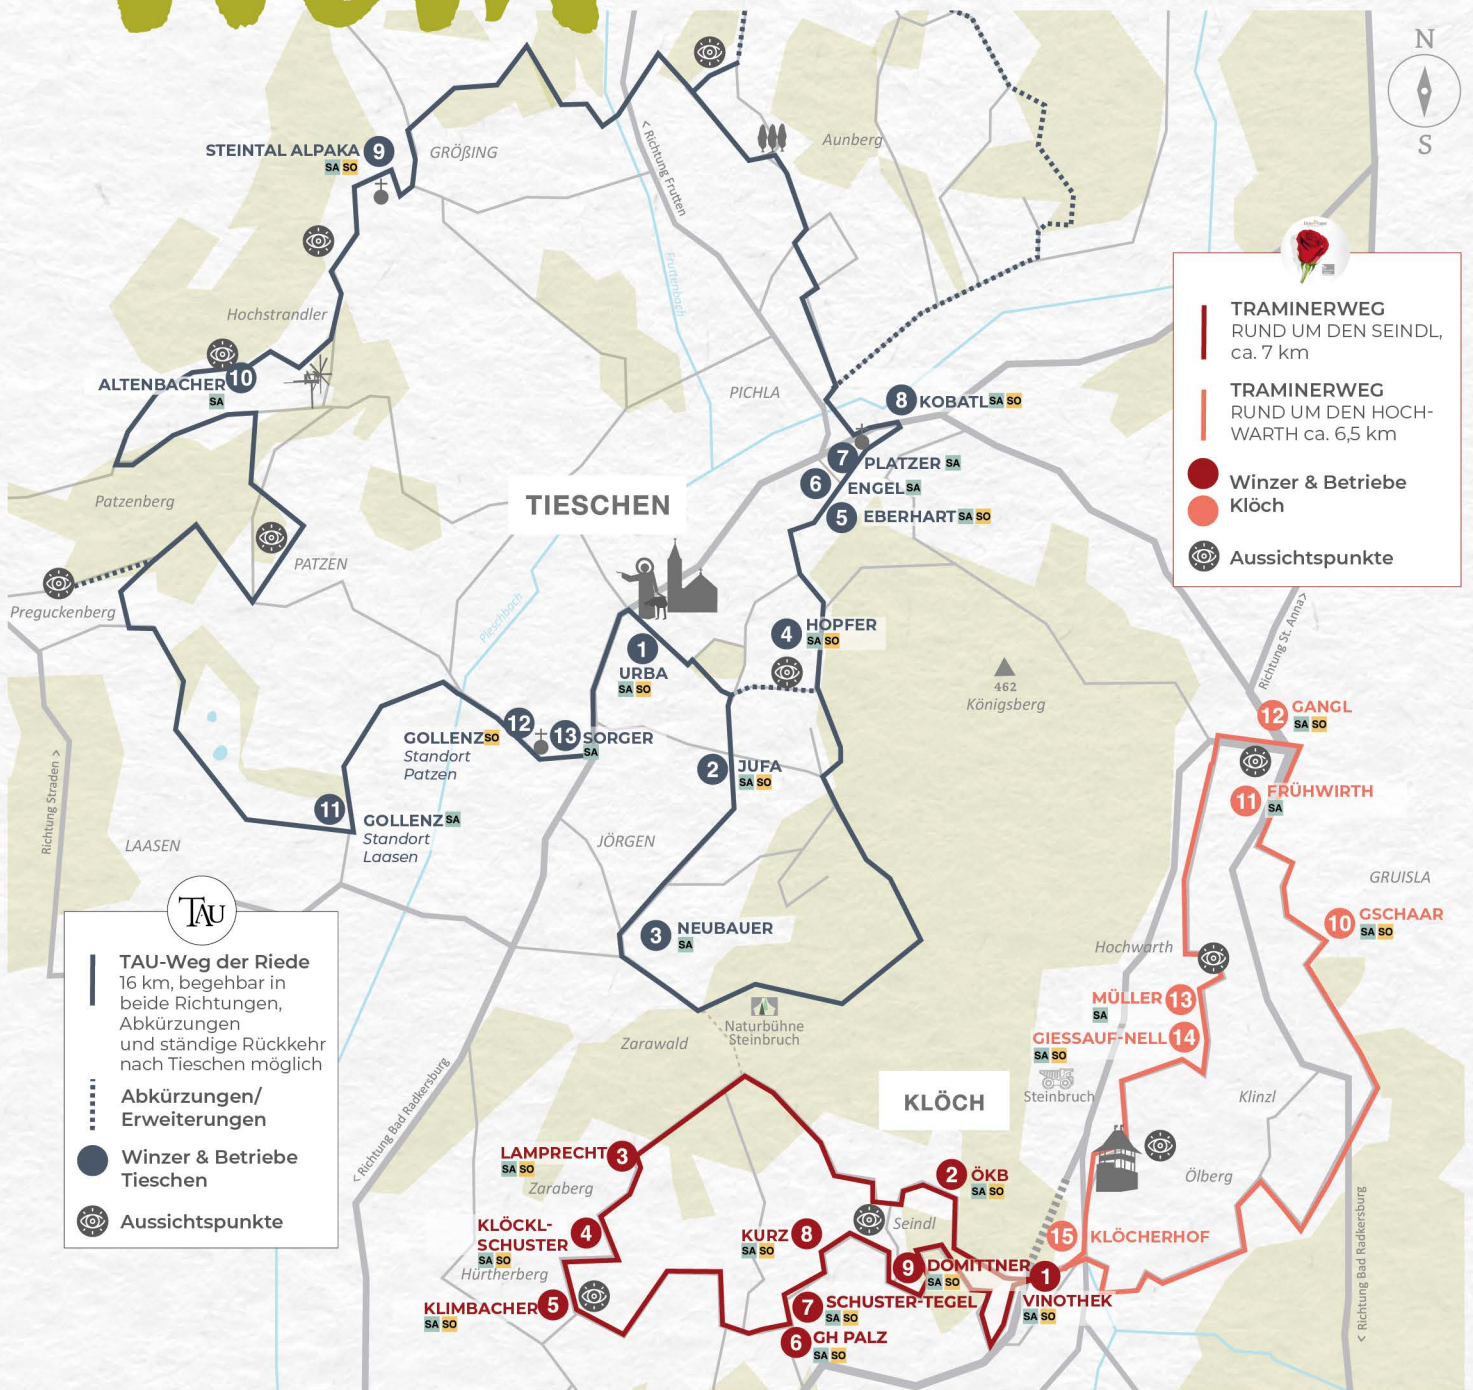 N
S
< Richtung Frutten
Aunberg
STEINTAL ALPAKA 9
SA SO
GRÖßING
Fruttenbach
Hochstrandler
TRAMINERWEG
RUND UM DEN SEINDL,
ca. 7 km
TRAMINERWEG
RUND UM DEN HOCH-
WARTH ca. 6,5 km
Winzer & Betriebe
Klöch
Aussichtspunkte
ALTENBACHER 10
SA
PICHLA
8 KOBATL SA SO
7 PLATZER SA
6 ENGEL SA
5 EBERHART SA SO
Patzenberg
TIESCHEN
PATZEN
Preguckenberg
Pleschbach
4 HOPFER
SA SO
1
URBA
SA SO
462
Königsberg
Richtung St. Anna >
12 GANGL
SA SO
12
13 SORGER
SA
GOLLENZ SO
Standort
Patzen
2 JUFA
SA SO
11 FRÜHWIRTH
SA
Richtung Straden >
11
GOLLENZ SA
Standort
Laasen
LAASEN
JÖRGEN
GRUISLA
10 GSCHAAR
SA SO
3 NEUBAUER
SA
Hochwarth
TAU
TAU-Weg der Riede
16 km, begehbar in
beide Richtungen,
Abkürzungen
und ständige Rückkehr
nach Tieschen möglich
Abkürzungen/
Erweiterungen
Winzer & Betriebe
Tieschen
Aussichtspunkte
MÜLLER 13
SA
GIESSAUF-NELL 14
SA SO
Naturbühne
Steinbruch
Zarawald
Steinbruch
KLÖCH
Klinzl
< Richtung Bad Radkersburg
LAMPRECHT 3
SA SO
Zaraberg
2 ÖKB
SA SO
Ölberg
KLÖCKL-
SCHUSTER 4
SA SO
Hürtherberg
KURZ 8
SA SO
Seindl
15 KLÖCHERHOF
9 DOMITTNER
SA SO
1
VINOTHEK
SA SO
KLIMBACHER 5
SA SO
7 SCHUSTER-TEGEL
SA SO
6 GH PALZ
SA SO
< Richtung Bad Radkersburg